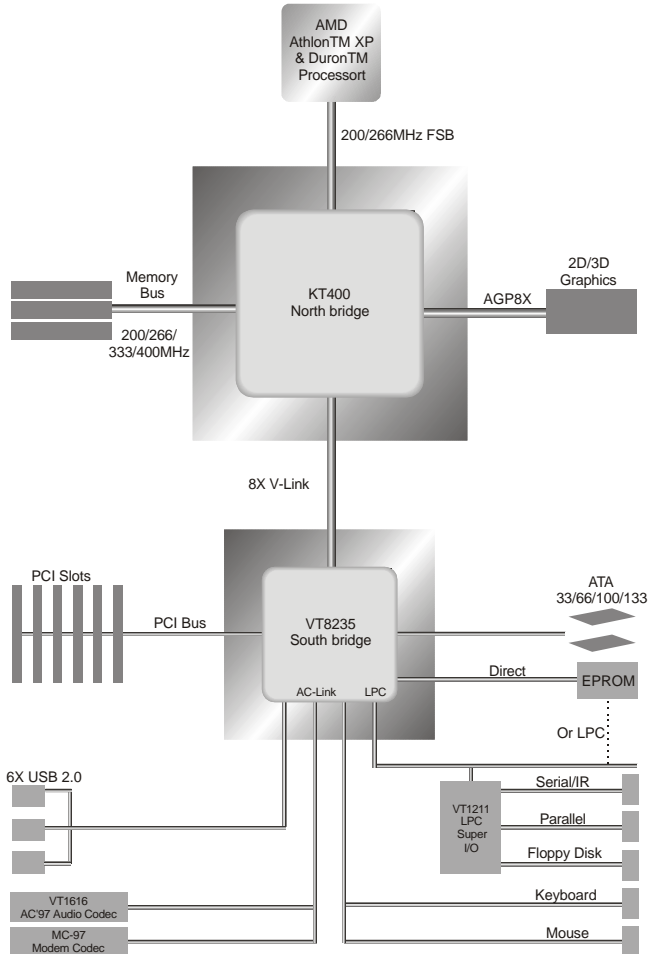 AMD
AthlonTM XP
& DuronTM
Processort
200/266MHz FSB
Memory
Bus
200/266/
333/400MHz
KT400
North bridge
AGP8X
2D/3D
Graphics
8X V-Link
PCI Slots
PCI Bus
VT8235
South bridge
AC-Link
LPC
ATA
33/66/100/133
Direct
EPROM
Or LPC
6X USB 2.0
VT1211
LPC
Super
I/O
Serial/IR
Parallel
Floppy Disk
Keyboard
Mouse
VT1616
AC'97 Audio Codec
MC-97
Modem Codec